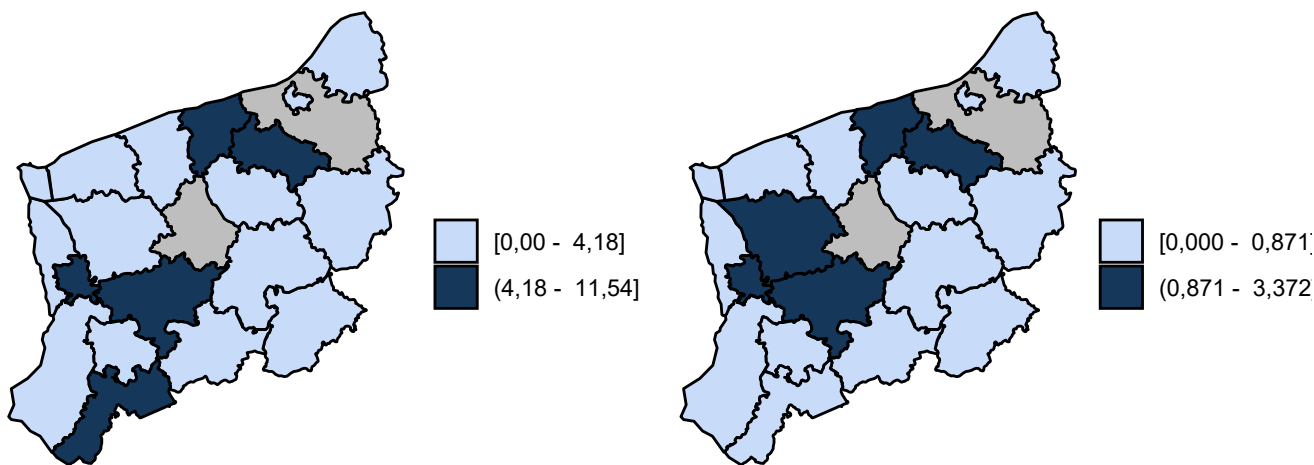 [0,00 - 4,18]
(4,18 - 11,54]
[0,000 - 0,871]
(0,871 - 3,372]